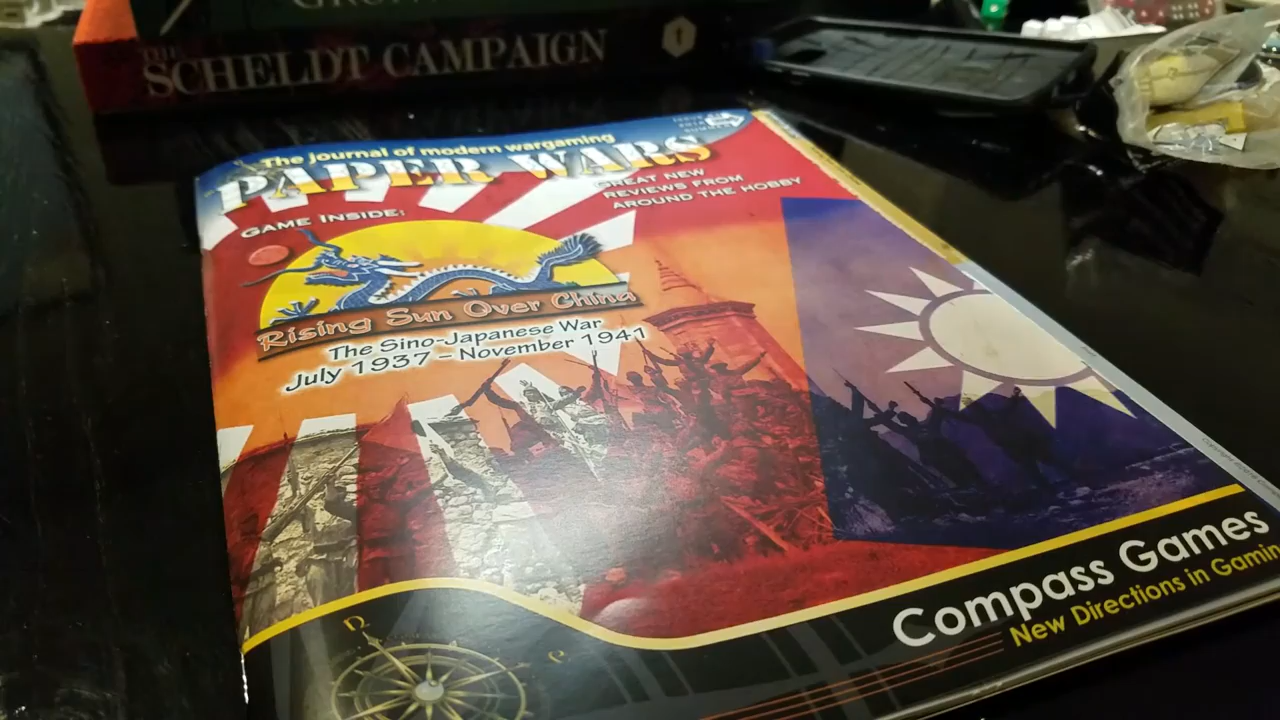 THE
SCHELDT CAMPAIGN
The journal of modern wargaming
PAPER WARS
GREAT NEW
REVIEWS FROM
AROUND THE HOBBY
GAME INSIDE:
Rising Sun Over China
The Sino-Japanese War
July 1937 – November 1941
Compass Games
New Directions in Gamin